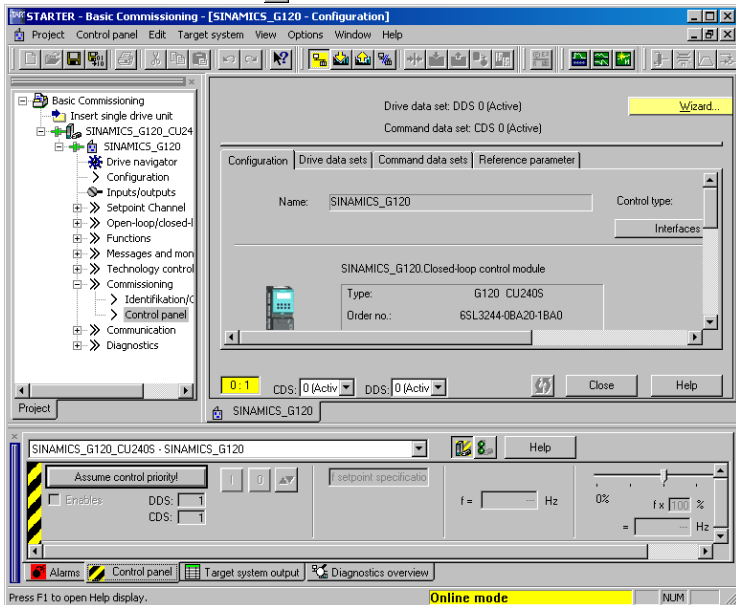 STARTER - Basic Commissioning - [SINAMICS_G120 - Configuration]
Project Control panel Edit Target system View Options Window Help
Basic Commissioning
Insert single drive unit
SINAMICS_G120_CU24
SINAMICS_G120
Drive navigator
Configuration
Inputs/outputs
Setpoint Channel
Open-loop/closed-l
Functions
Messages and mon
Technology control
Commissioning
Identifikation/O
Control panel
Communication
Diagnostics
Project
Drive data set: DDS 0 (Active)
Wizard...
Command data set: CDS 0 (Active)
Configuration Drive data sets Command data sets Reference parameter
Name: SINAMICS_G120 Control type:
Interfaces
SINAMICS_G120.Closed-loop control module
Type: G120 CU240S
Order no.: 6SL3244-0BA20-1BA0
0 : 1 CDS: 0 (Activ DDS: 0 (Activ Close Help
SINAMICS_G120
SINAMICS_G120_CU240S - SINAMICS_G120 Help
Assume control priority! I 0 f setpoint specificatio
Enables DDS: 1
CDS: 1
f = --- Hz
0% f x 100 %
= --- Hz
Alarms Control panel Target system output Diagnostics overview
Press F1 to open Help display. Online mode NUM